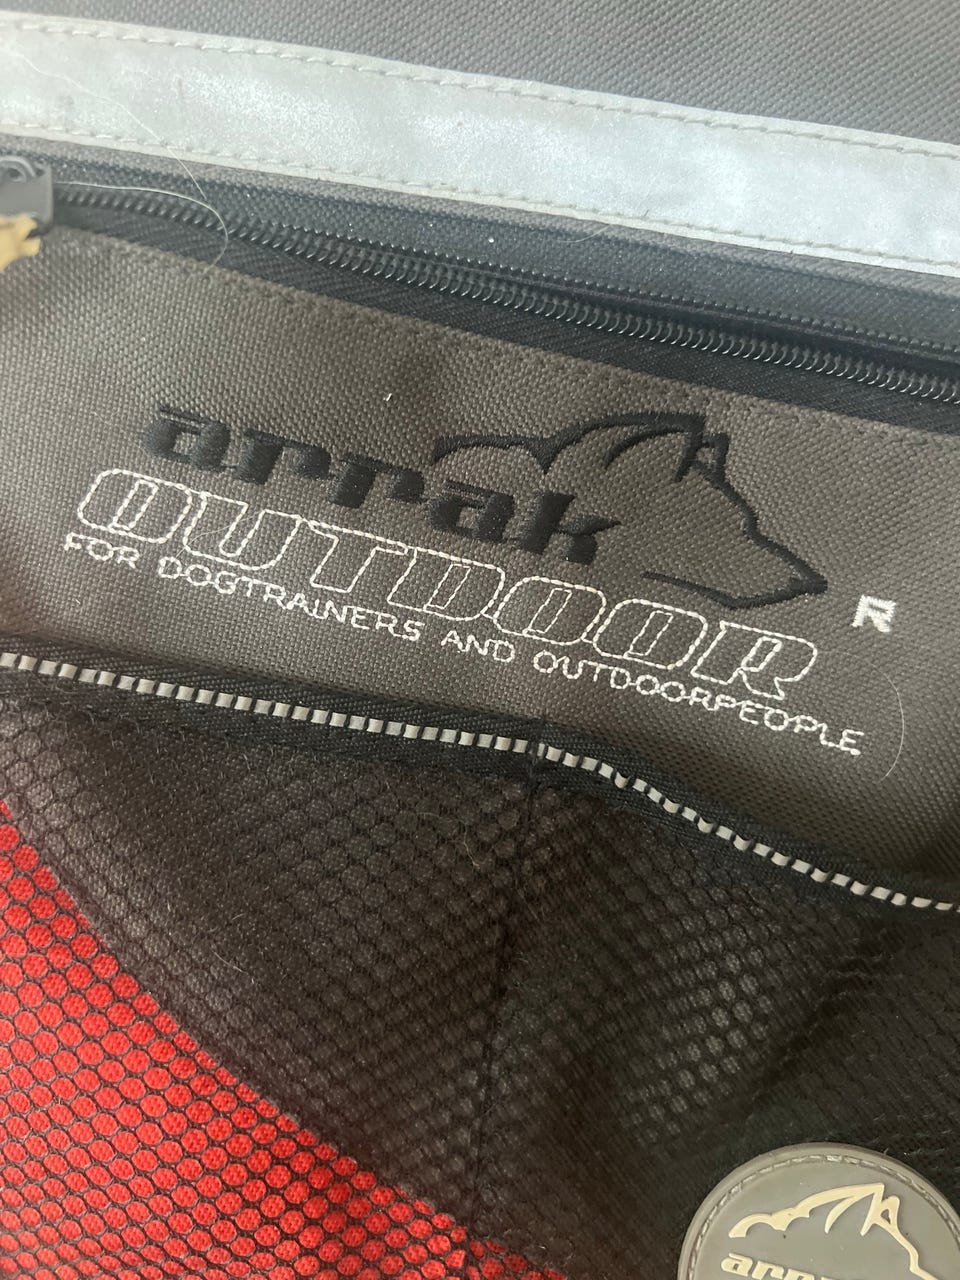 arrak
OUTDOOR
R
FOR DOGTRAINERS AND OUTDOORPEOPLE